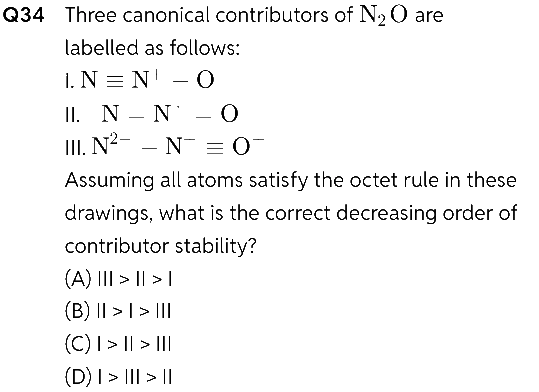 Q34 Three canonical contributors of N₂O are
labelled as follows:
I. N ≡ N⁺ – O
II. N – N˙ – O
III. N²⁻ – N⁻ ≡ O⁻
Assuming all atoms satisfy the octet rule in these
drawings, what is the correct decreasing order of
contributor stability?
(A) III > II > I
(B) II > I > III
(C) I > II > III
(D) I > III > II